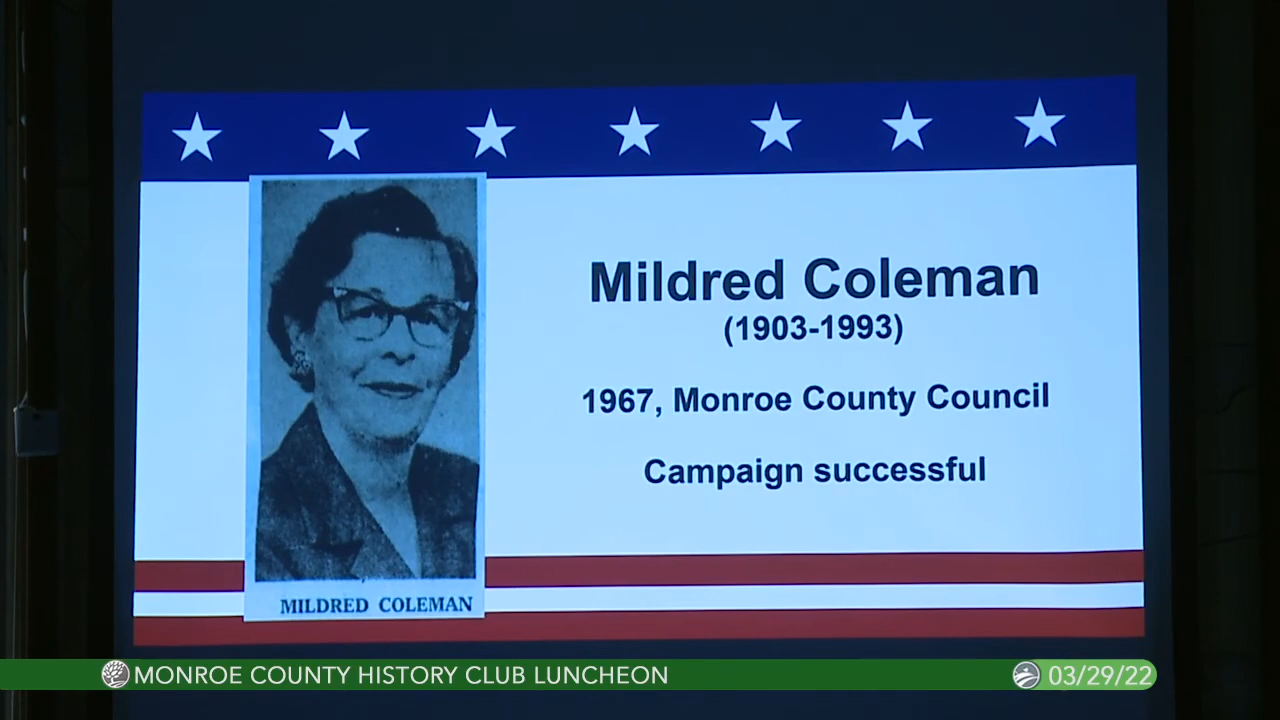 Mildred Coleman
(1903-1993)
1967, Monroe County Council
Campaign successful
MILDRED COLEMAN
MONROE COUNTY HISTORY CLUB LUNCHEON
03/29/22